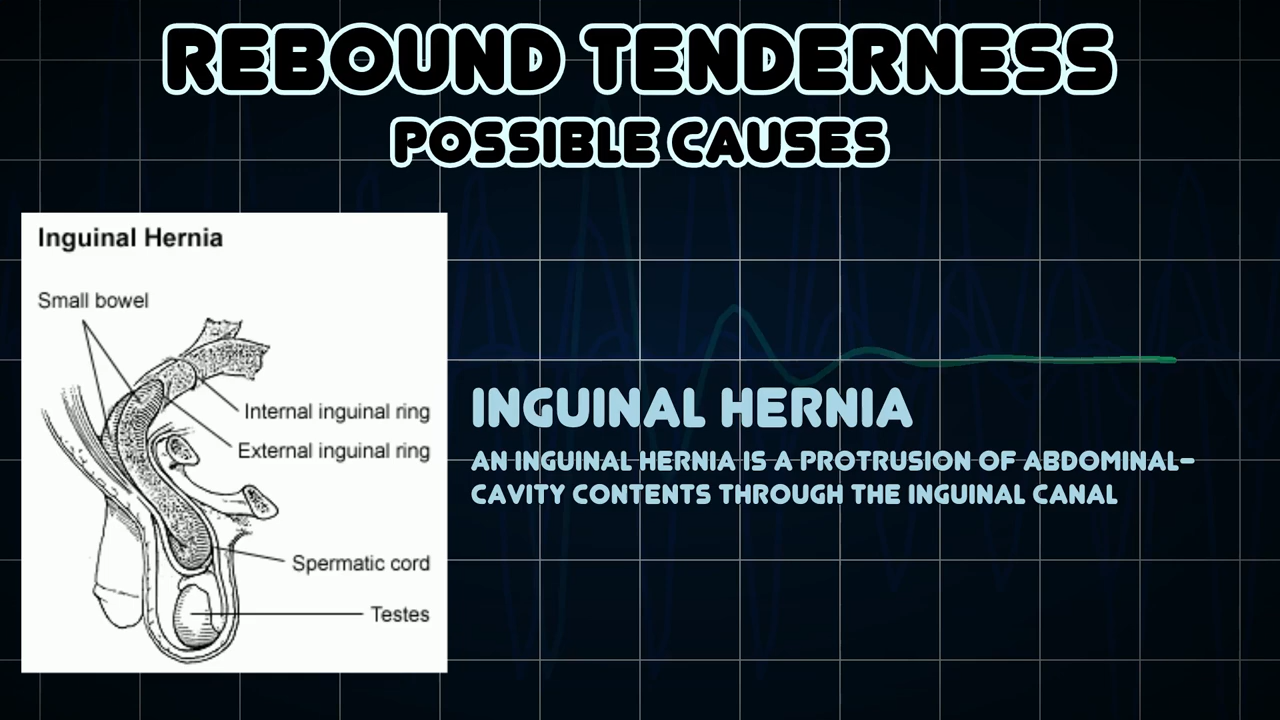 REBOUND TENDERNESS
POSSIBLE CAUSES
Inguinal Hernia
Small bowel
Internal inguinal ring
External inguinal ring
Spermatic cord
Testes
INGUINAL HERNIA
AN INGUINAL HERNIA IS A PROTRUSION OF ABDOMINAL-
CAVITY CONTENTS THROUGH THE INGUINAL CANAL